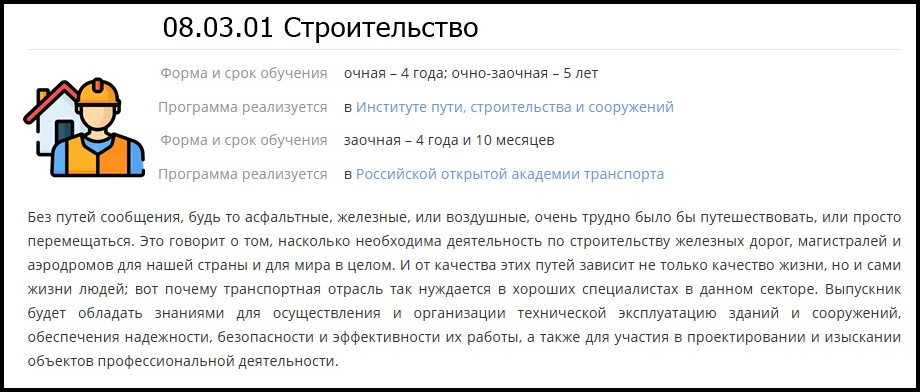 08.03.01 Строительство
Форма и срок обучения очная – 4 года; очно-заочная – 5 лет
Программа реализуется в Институте пути, строительства и сооружений
Форма и срок обучения заочная – 4 года и 10 месяцев
Программа реализуется в Российской открытой академии транспорта
Без путей сообщения, будь то асфальтные, железные, или воздушные, очень трудно было бы путешествовать, или просто
перемещаться. Это говорит о том, насколько необходима деятельность по строительству железных дорог, магистралей и
аэродромов для нашей страны и для мира в целом. И от качества этих путей зависит не только качество жизни, но и сами
жизни людей; вот почему транспортная отрасль так нуждается в хороших специалистах в данном секторе. Выпускник
будет обладать знаниями для осуществления и организации технической эксплуатацию зданий и сооружений,
обеспечения надежности, безопасности и эффективности их работы, а также для участия в проектировании и изыскании
объектов профессиональной деятельности.